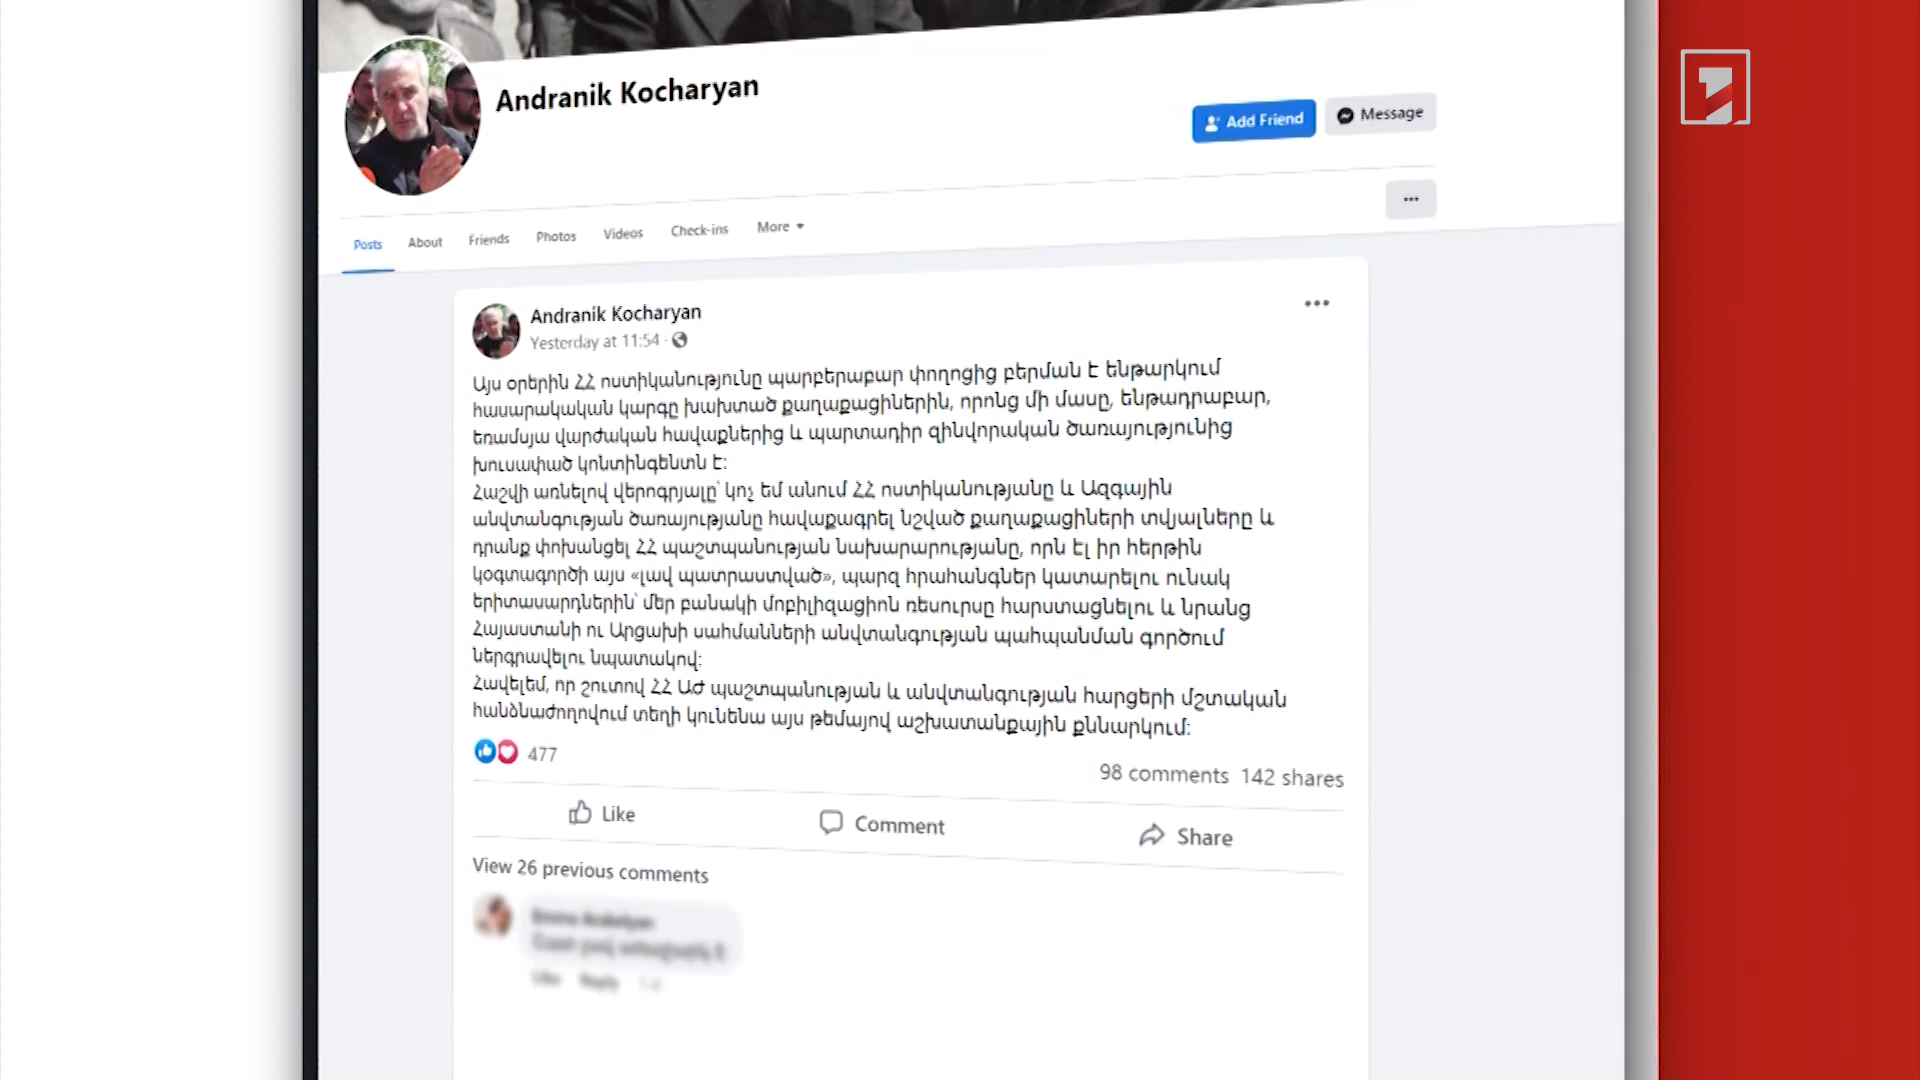 Andranik Kocharyan
Add Friend
Message
Posts About Friends Photos Videos Check-ins More
Andranik Kocharyan
Yesterday at 11:54
Այս օրերին ՀՀ ոստիկանությունը պարբերաբար փողոցից բերման է ենթարկում
հասարակական կարգը խախտած քաղաքացիներին, որոնց մի մասը, ենթադրաբար,
եռամսյա վարժական հավաքներից և պարտադիր զինվորական ծառայությունից
խուսափած կոնտինգենտն է:
Հաշվի առնելով վերոգրյալը՝ կոչ եմ անում ՀՀ ոստիկանությանը և Ազգային
անվտանգության ծառայությանը հավաքագրել նշված քաղաքացիների տվյալները և
դրանք փոխանցել ՀՀ պաշտպանության նախարարությանը, որն էլ իր հերթին
կօգտագործի այս «լավ պատրաստված», պարզ հրահանգներ կատարելու ունակ
երիտասարդներին՝ մեր բանակի մոբիլիզացիոն ռեսուրսը հարստացնելու և նրանց
Հայաստանի ու Արցախի սահմանների անվտանգության պահպանման գործում
ներգրավելու նպատակով:
Հավելեմ, որ շուտով ՀՀ ԱԺ պաշտպանության և անվտանգության հարցերի մշտական
հանձնաժողովում տեղի կունենա այս թեմայով աշխատանքային քննարկում:
477
98 comments 142 shares
Like Comment Share
View 26 previous comments